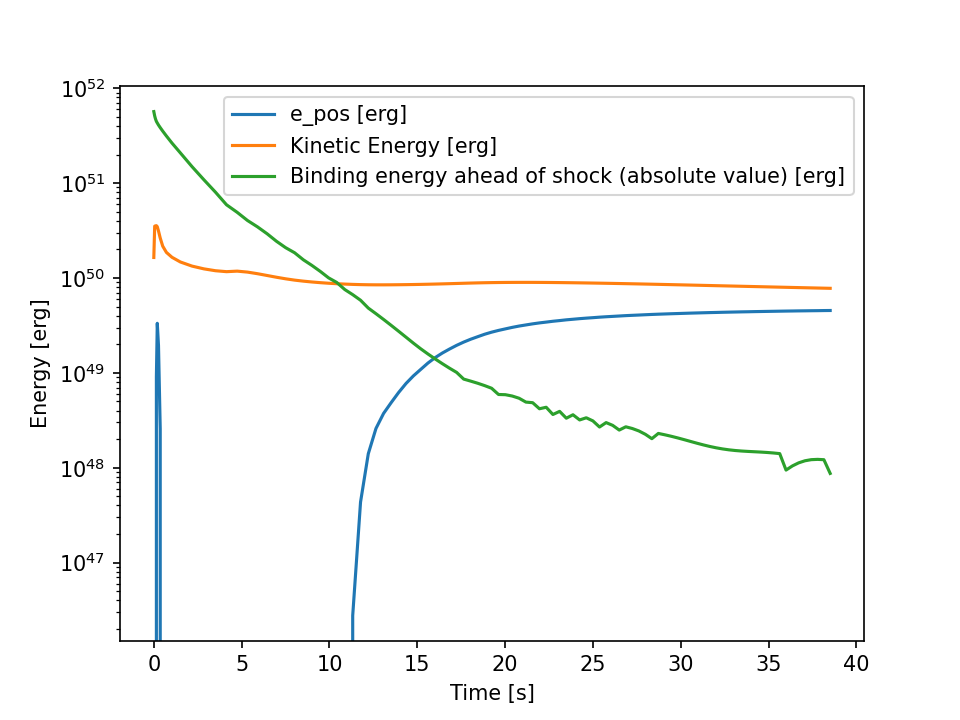 10^52
10^51
10^50
10^49
10^48
10^47
Energy [erg]
e_pos [erg]
Kinetic Energy [erg]
Binding energy ahead of shock (absolute value) [erg]
0 5 10 15 20 25 30 35 40
Time [s]